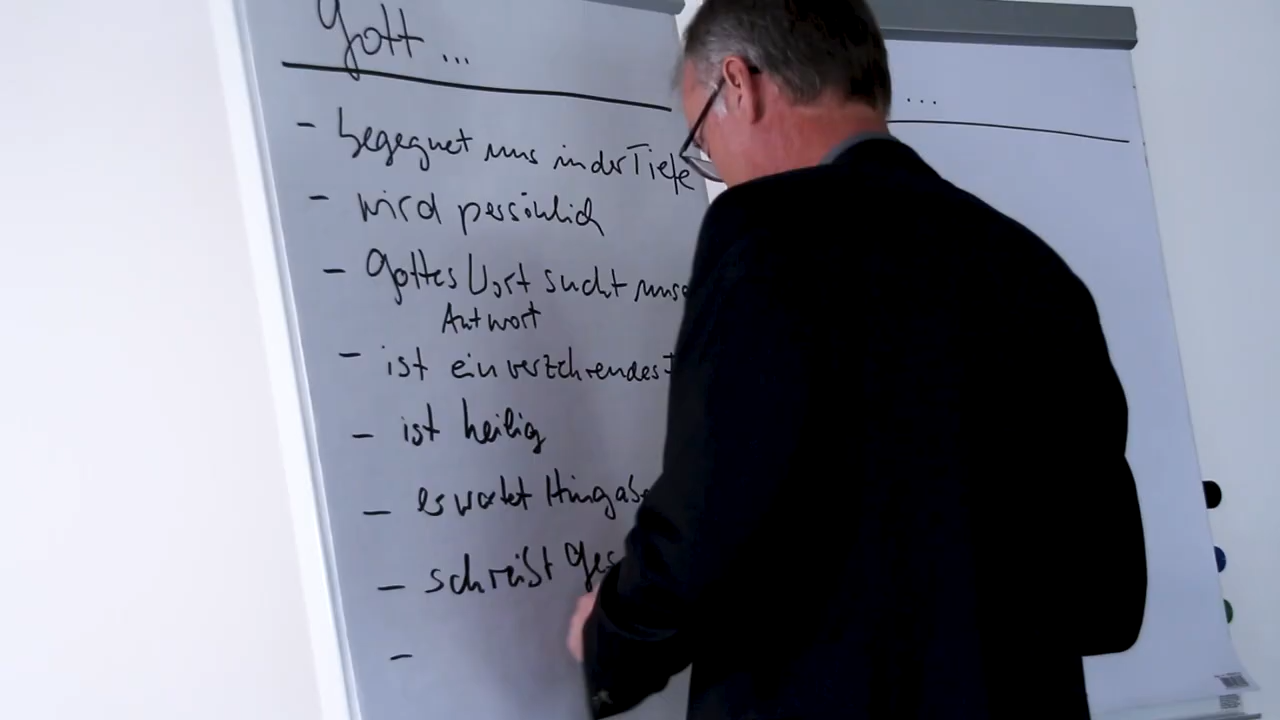 Gott ...
- begegnet uns in der Tiefe
- wird persönlich
- Gottes Wort sucht unse
Antwort
- ist ein verzehrendes
- ist heilig
- erwartet Hingabe
- schreibt Ges
-
...